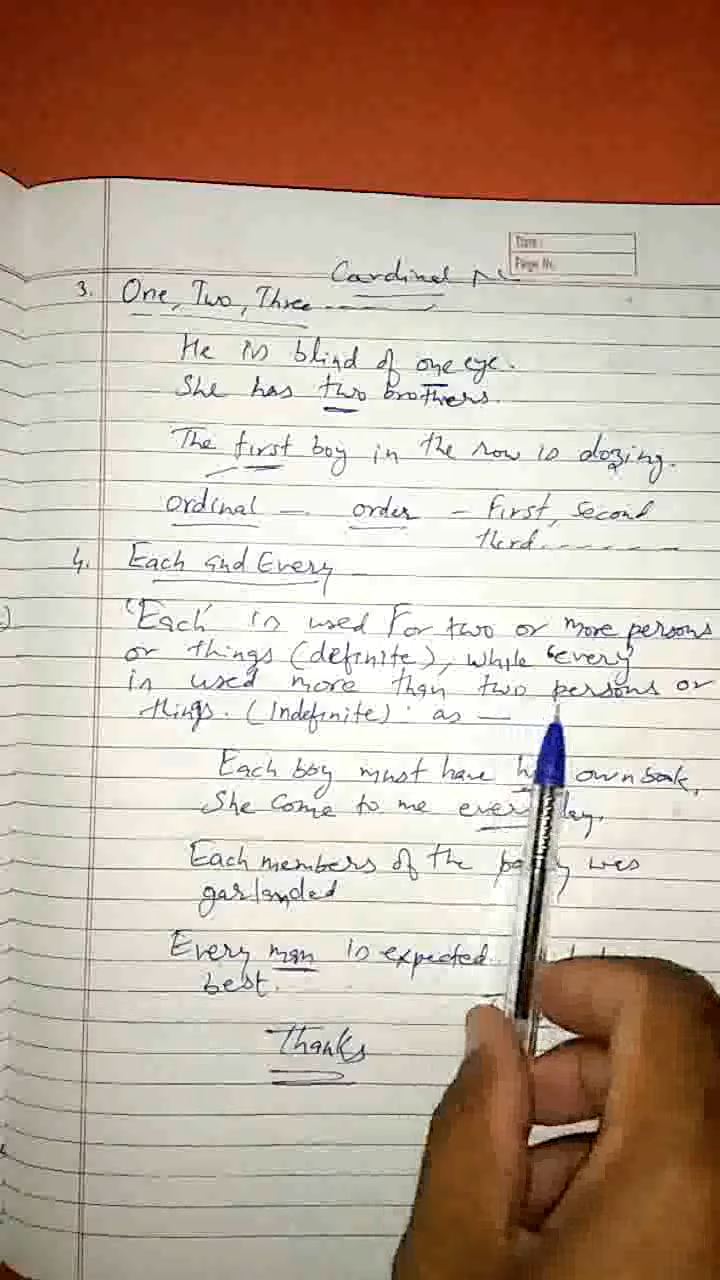 Date :
Page No.
Cardinal N
3. One, Two, Three --------
He is blind of one eye.
She has two brothers.
The first boy in the row is dozing.
ordinal — order – First, Second
third -------
4. Each and Every
'Each' is used for two or more persons
or things (definite), while 'every
is used more than two persons or
things. (Indefinite) as —
Each boy must have own book.
She come to me every day.
Each members of the was
garlanded
Every man is expected
best.
Thanks